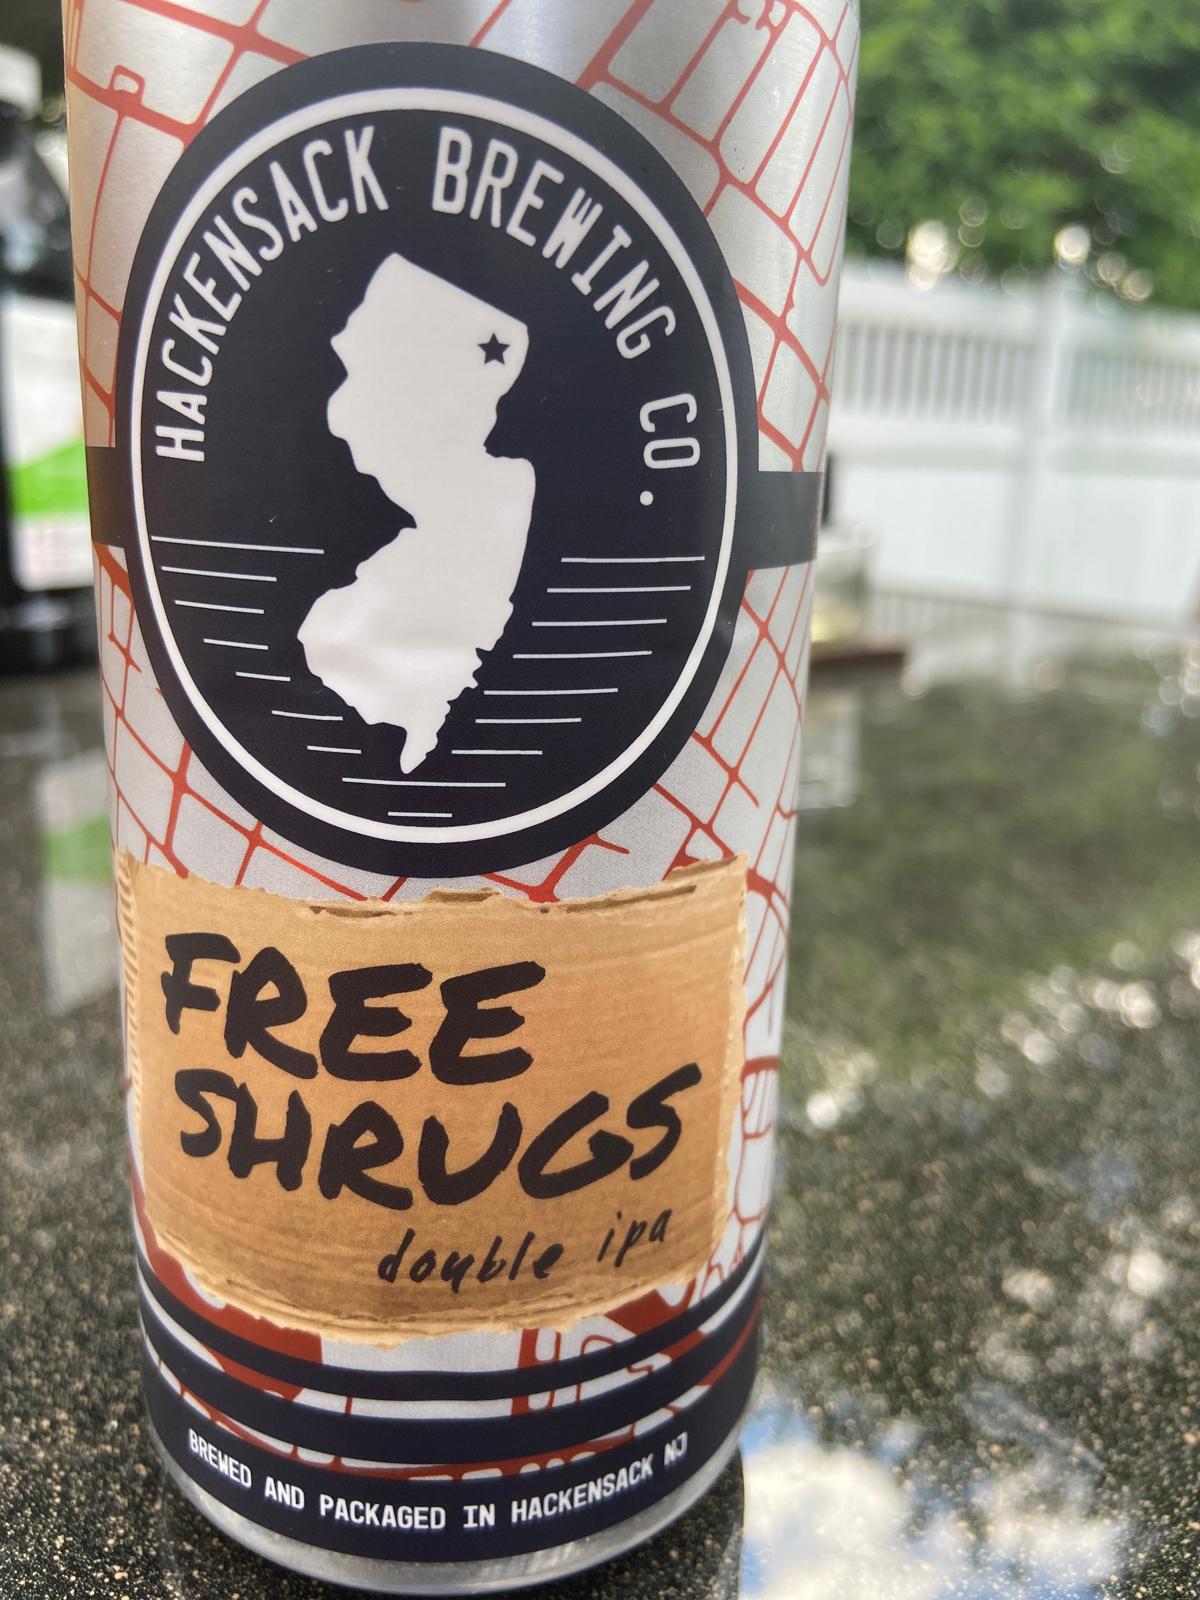 HACKENSACK BREWING CO.
FREE
SHRUGS
double ipa
BREWED AND PACKAGED IN HACKENSACK NJ